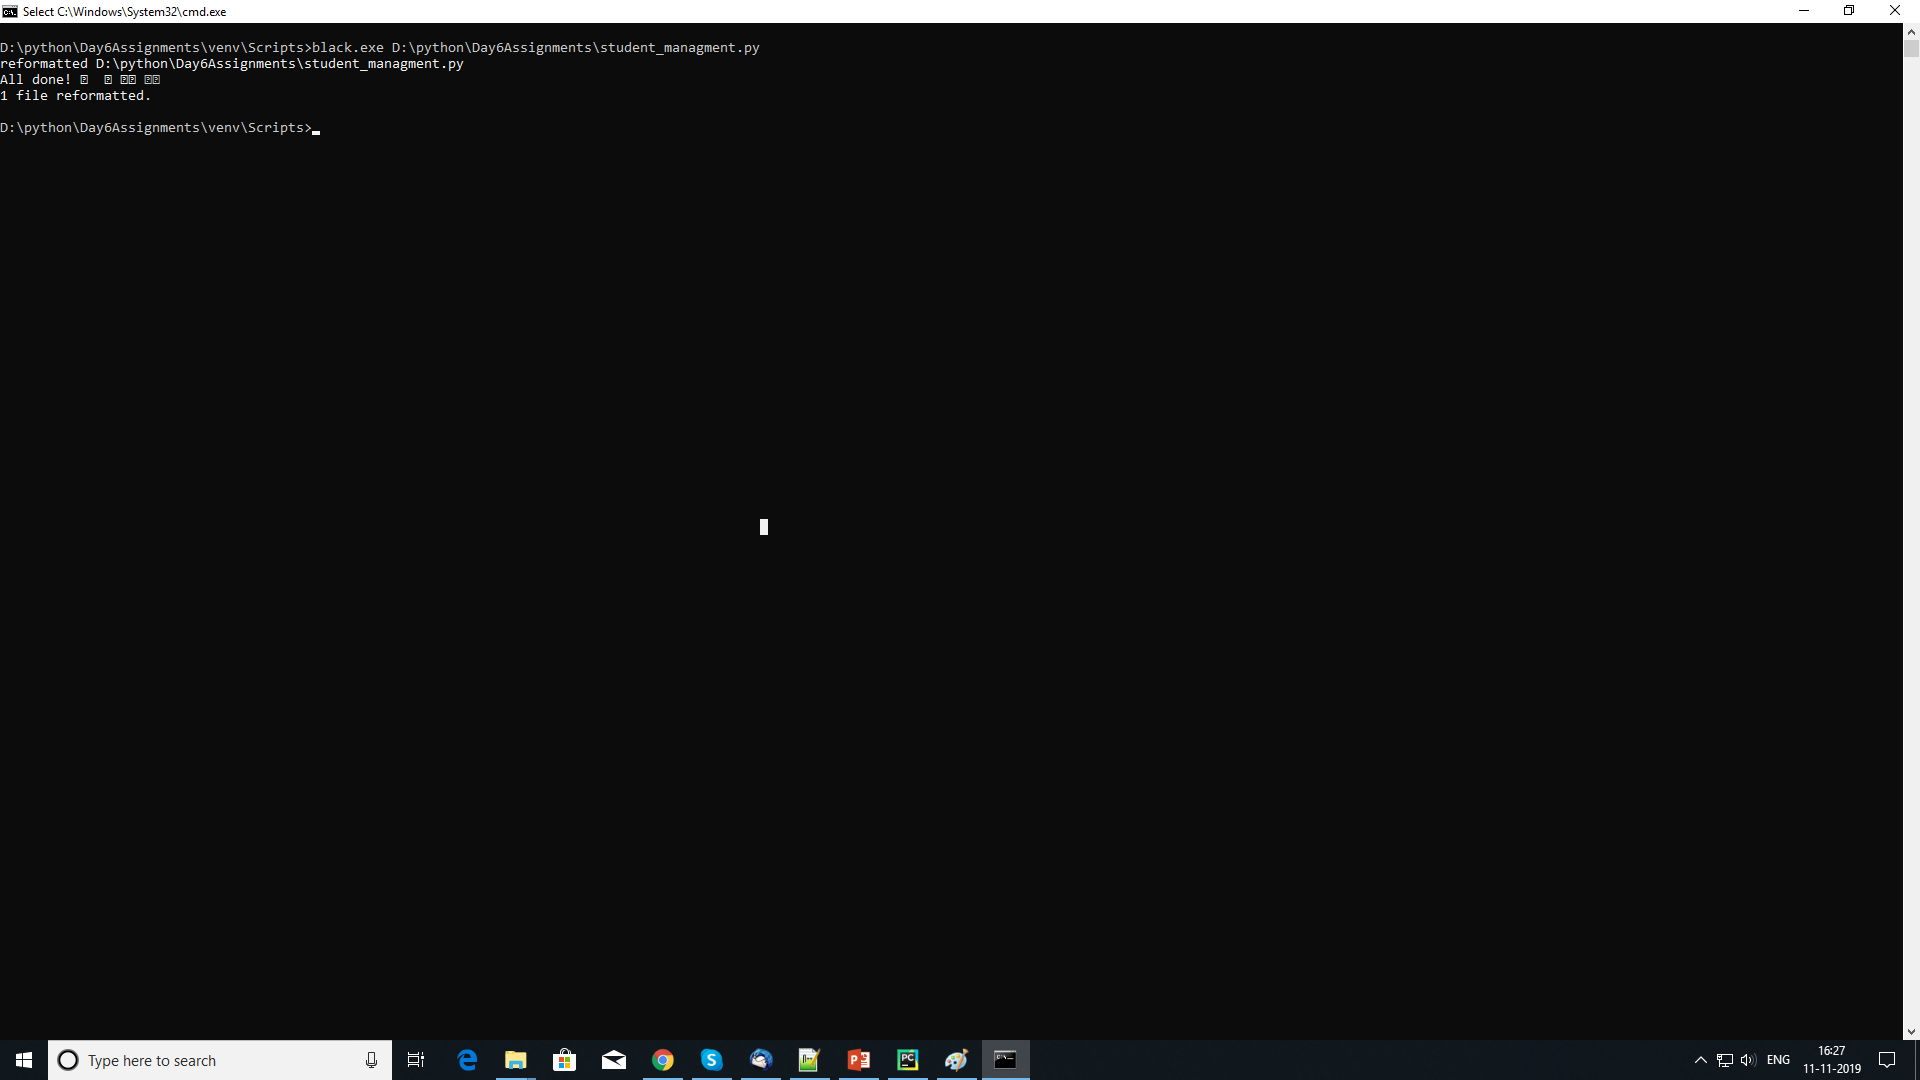 Select C:\Windows\System32\cmd.exe
D:\python\Day6Assignments\venv\Scripts>black.exe D:\python\Day6Assignments\student_managment.py
reformatted D:\python\Day6Assignments\student_managment.py
All done!
1 file reformatted.
D:\python\Day6Assignments\venv\Scripts>
Type here to search
ENG
16:27
11-11-2019